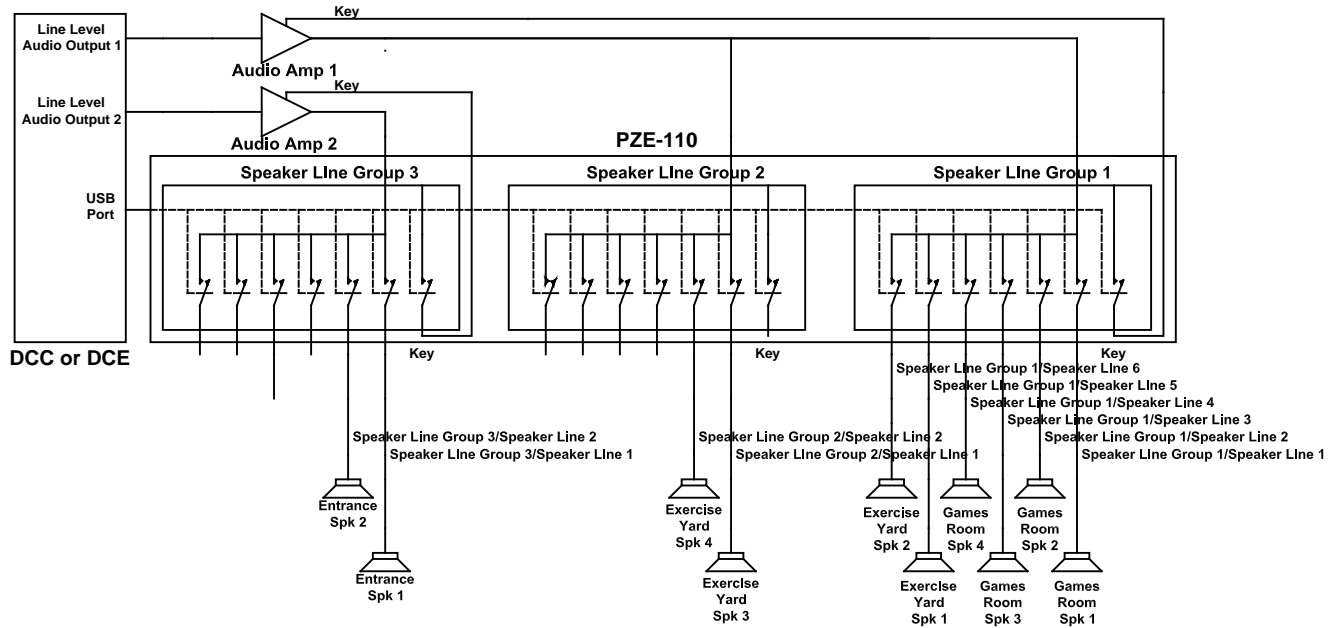 Key
Line Level
Audio Output 1
Audio Amp 1
Key
Line Level
Audio Output 2
Audio Amp 2
PZE-110
Speaker LIne Group 3
Speaker LIne Group 2
Speaker LIne Group 1
USB
Port
DCC or DCE
Key
Key
Key
Speaker LIne Group 1/Speaker LIne 6
Speaker LIne Group 1/Speaker LIne 5
Speaker LIne Group 1/Speaker Line 4
Speaker LIne Group 1/Speaker Line 3
Speaker Line Group 3/Speaker Line 2
Speaker Line Group 2/Speaker Line 2
Speaker Line Group 1/Speaker Line 2
Speaker LIne Group 3/Speaker LIne 1
Speaker LIne Group 2/Speaker LIne 1
Speaker LIne Group 1/Speaker LIne 1
Entrance
Spk 2
Exercise
Yard
Spk 4
Exercise
Yard
Spk 2
Games
Room
Spk 4
Games
Room
Spk 2
Entrance
Spk 1
ExercIse
Yard
Spk 3
ExercIse
Yard
Spk 1
Games
Room
Spk 3
Games
Room
Spk 1